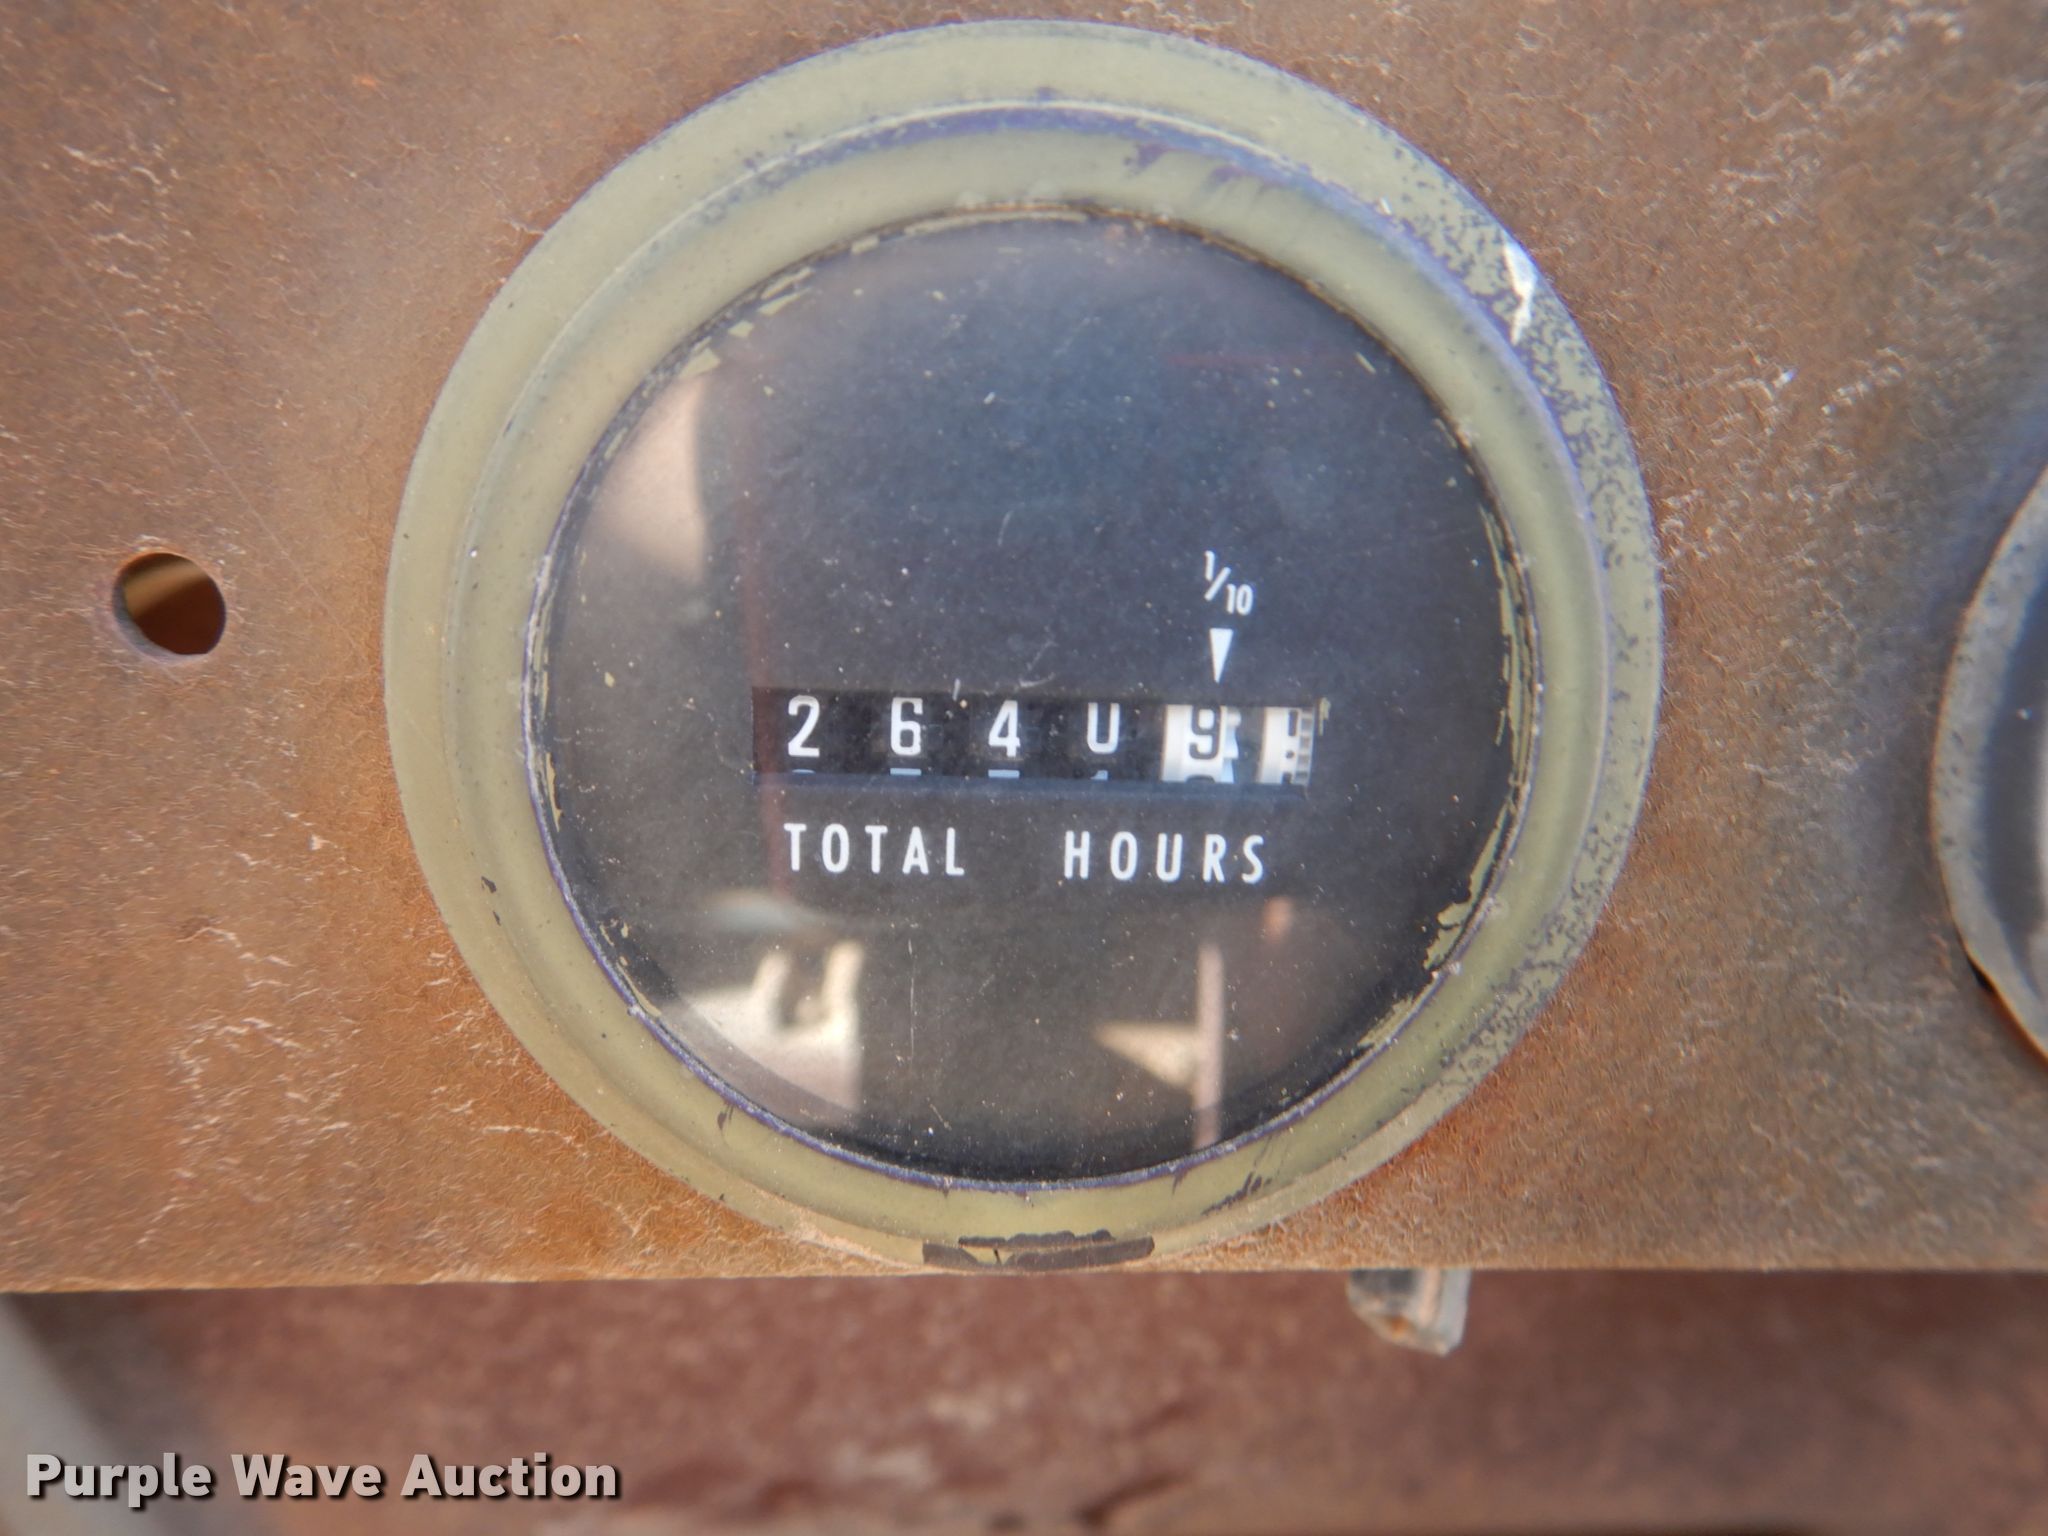 1/10
2 6 4 0 9
TOTAL HOURS
Purple Wave Auction